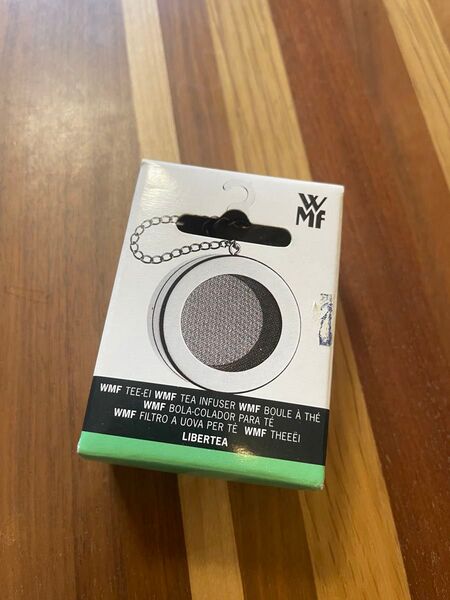 WMF
WMF TEE-EI WMF TEA INFUSER WMF BOULE À THÉ
WMF BOLA-COLADOR PARA TÉ
WMF FILTRO A UOVA PER TÈ WMF THEEËI
LIBERTEA